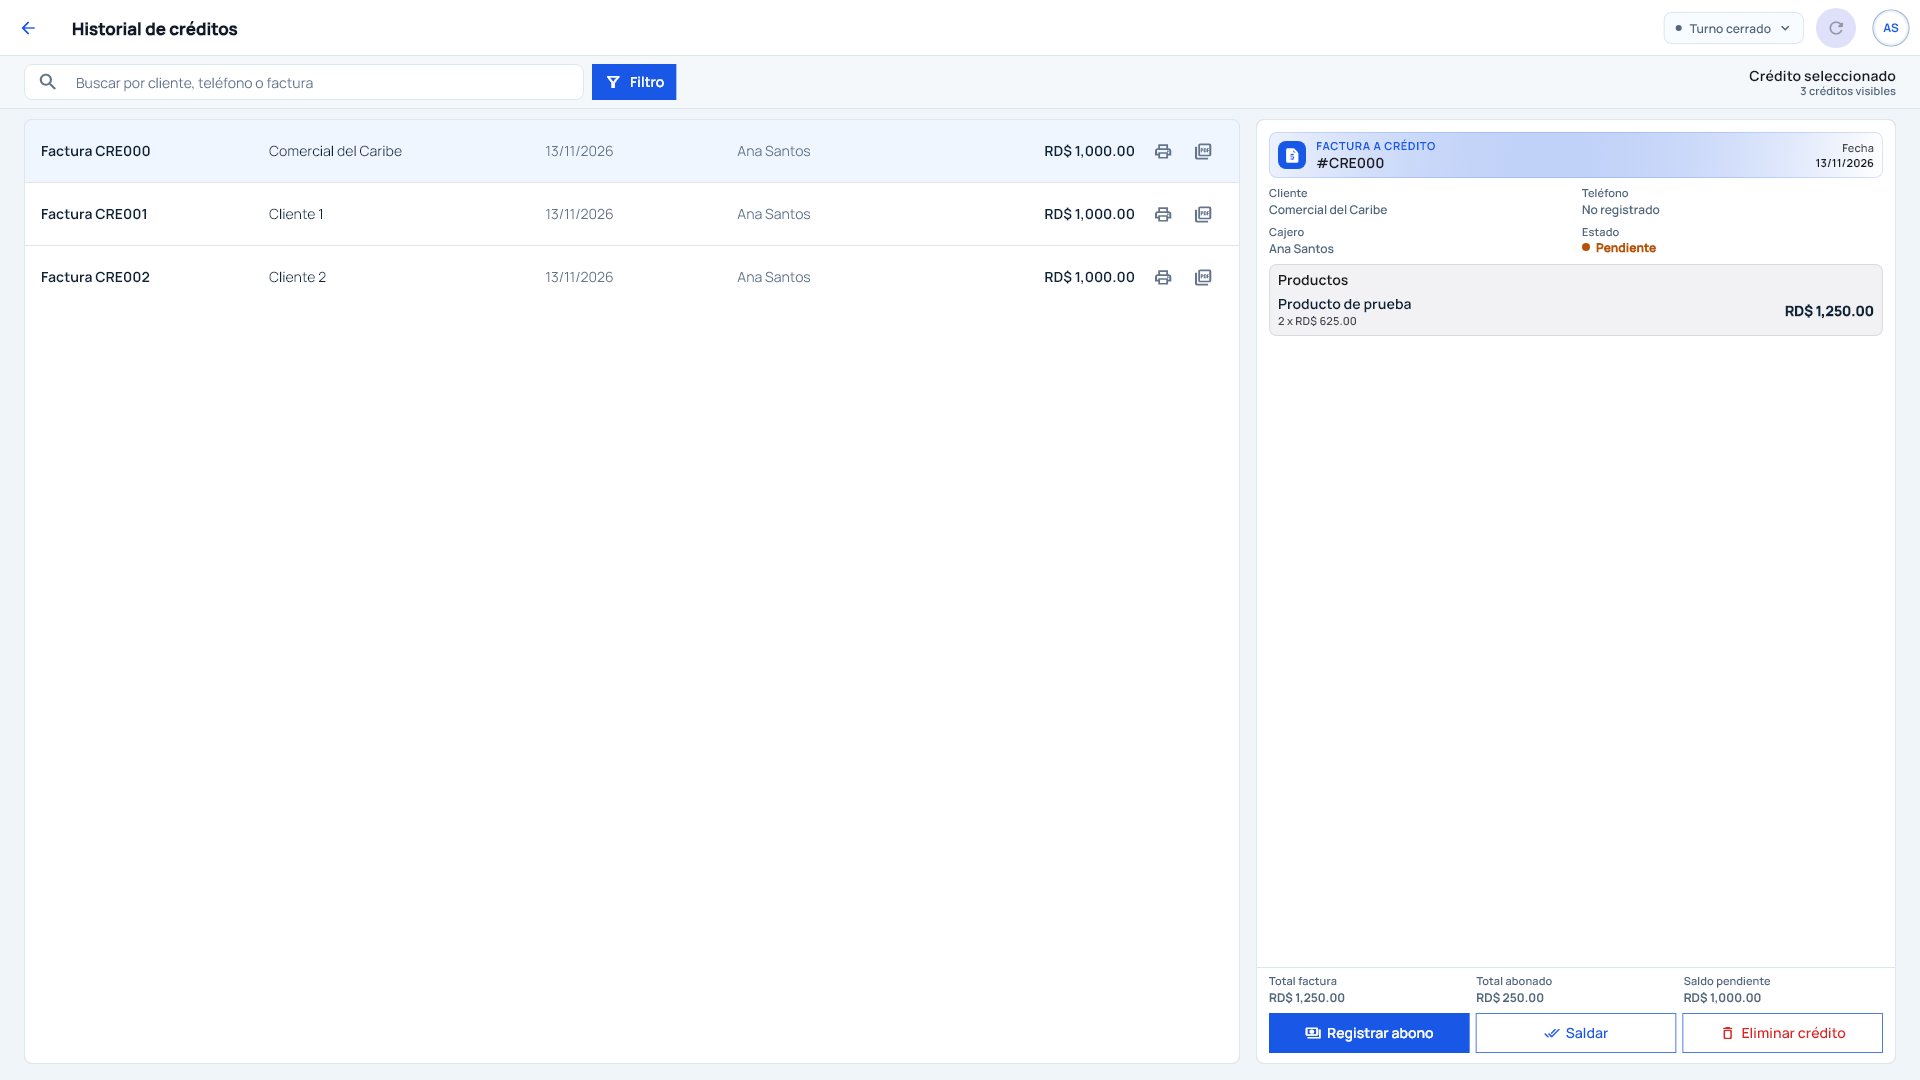 Historial de créditos
Turno cerrado
AS
Buscar por cliente, teléfono o factura
Filtro
Crédito seleccionado
3 créditos visibles
Factura CRE000 Comercial del Caribe 13/11/2026 Ana Santos RD$ 1,000.00
Factura CRE001 Cliente 1 13/11/2026 Ana Santos RD$ 1,000.00
Factura CRE002 Cliente 2 13/11/2026 Ana Santos RD$ 1,000.00
FACTURA A CRÉDITO
#CRE000
Fecha
13/11/2026
Cliente
Comercial del Caribe
Teléfono
No registrado
Cajero
Ana Santos
Estado
Pendiente
Productos
Producto de prueba
2 x RD$ 625.00
RD$ 1,250.00
Total factura
RD$ 1,250.00
Total abonado
RD$ 250.00
Saldo pendiente
RD$ 1,000.00
Registrar abono
Saldar
Eliminar crédito